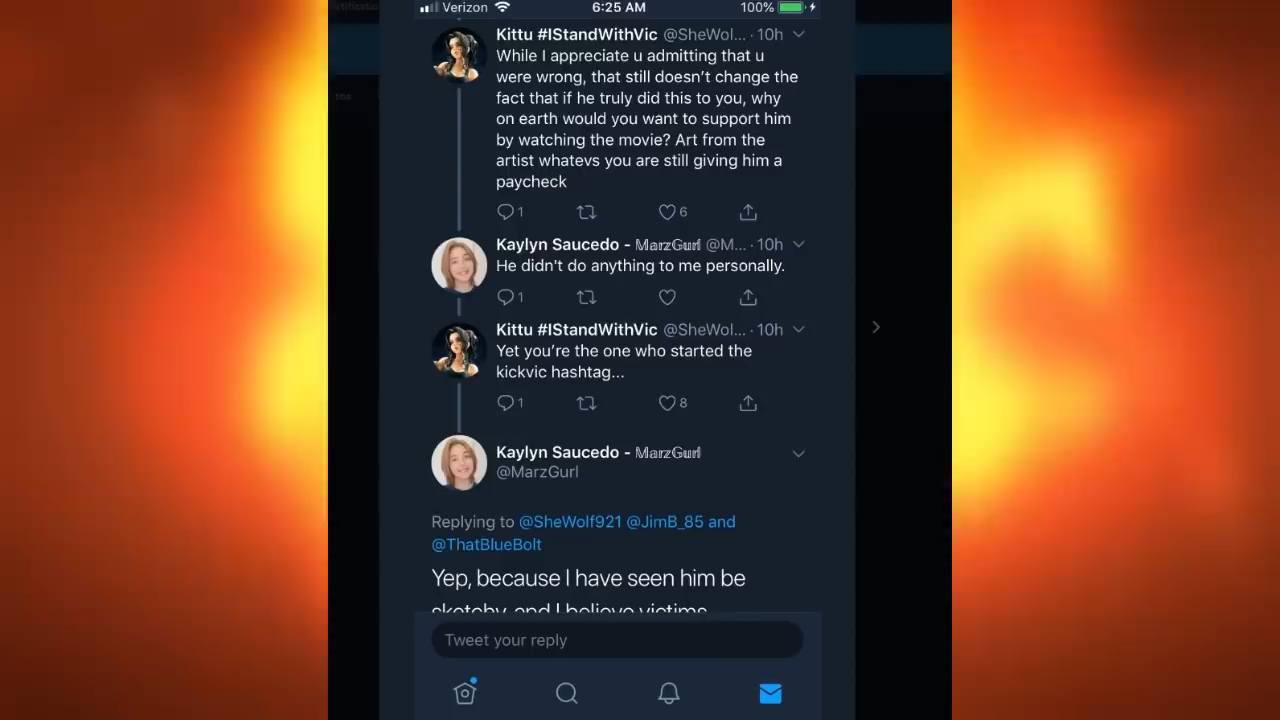 Verizon 6:25 AM 100%
Kittu #IStandWithVic @SheWol... · 10h
While I appreciate u admitting that u
were wrong, that still doesn't change the
fact that if he truly did this to you, why
on earth would you want to support him
by watching the movie? Art from the
artist whatevs you are still giving him a
paycheck
1 6
Kaylyn Saucedo - 𝕄𝕒𝕣𝕫𝔾𝕦𝕣𝕝 @M... · 10h
He didn't do anything to me personally.
1
Kittu #IStandWithVic @SheWol... · 10h
Yet you’re the one who started the
kickvic hashtag...
1 8
Kaylyn Saucedo - 𝕄𝕒𝕣𝕫𝔾𝕦𝕣𝕝
@MarzGurl
Replying to @SheWolf921 @JimB_85 and
@ThatBlueBolt
Yep, because I have seen him be
sketchy, and I believe victims
Tweet your reply